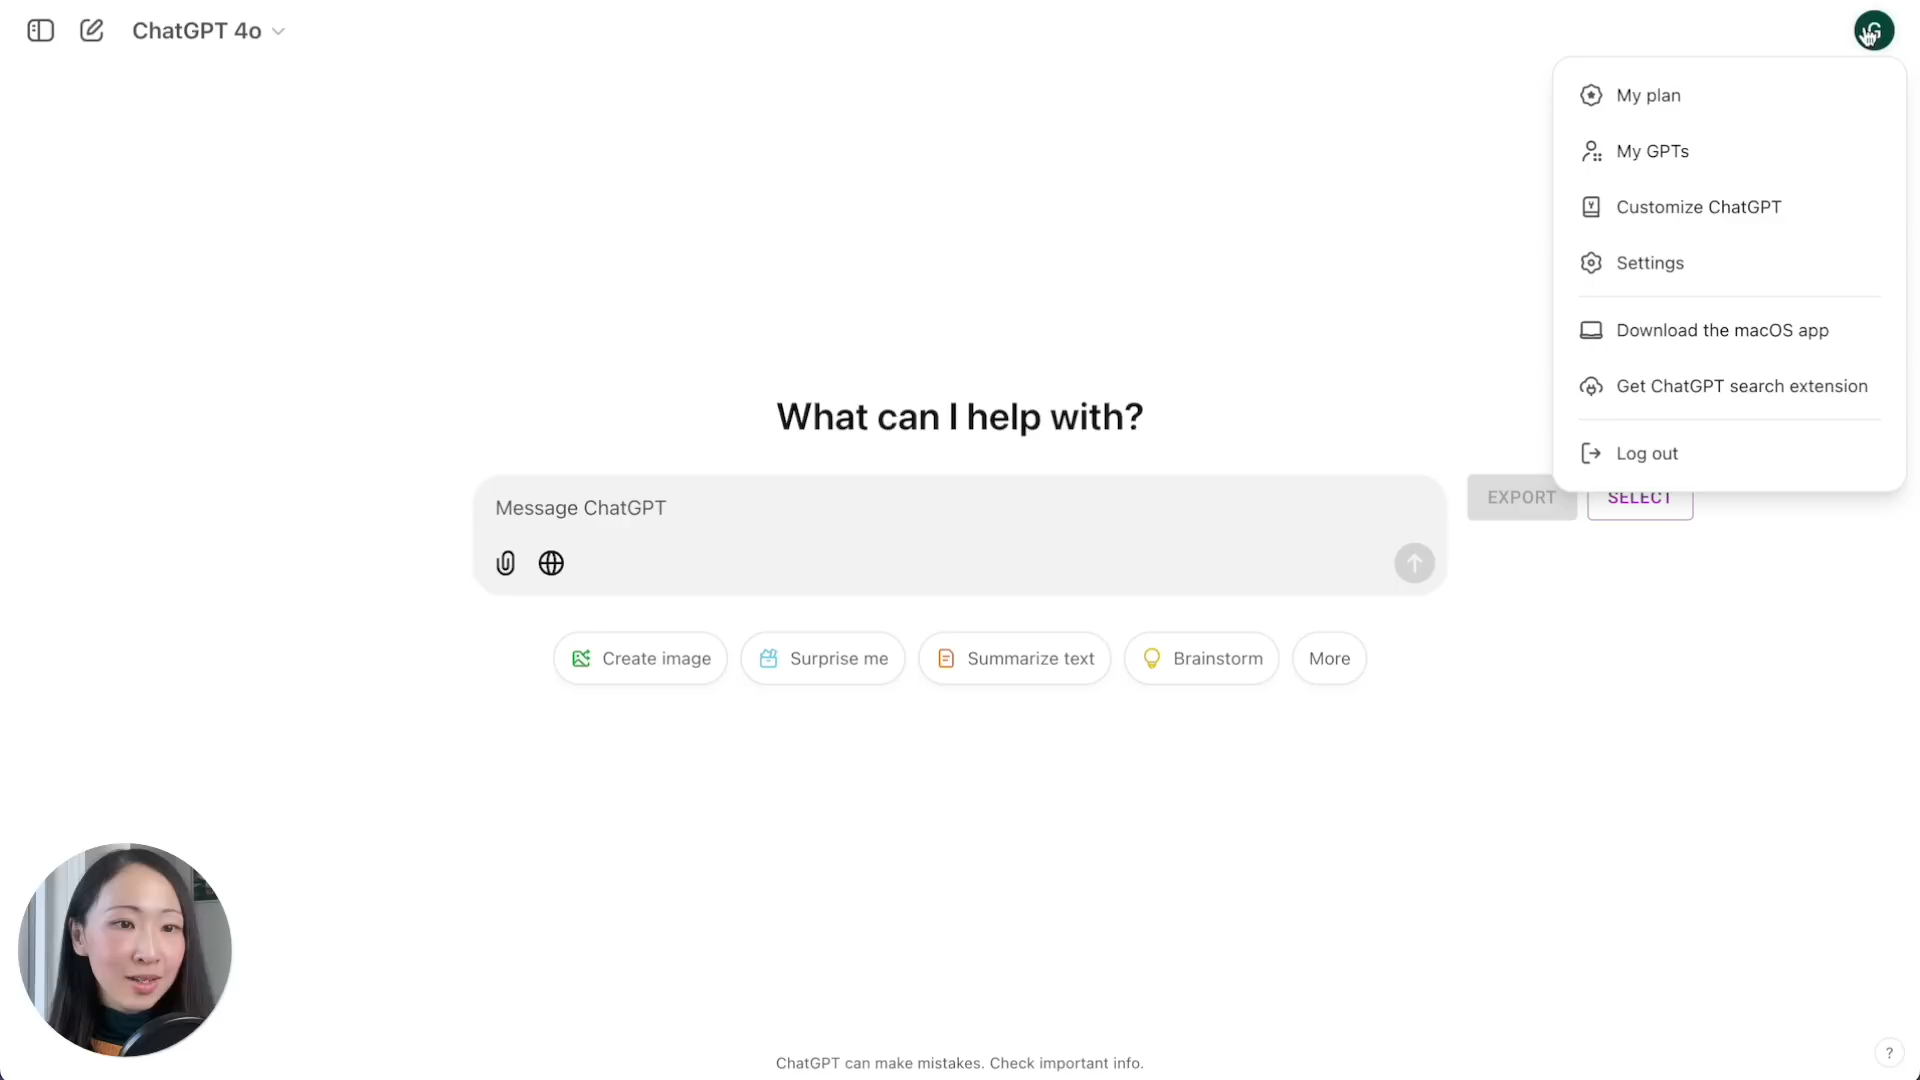 ChatGPT 4o
G
My plan
My GPTs
Customize ChatGPT
Settings
Download the macOS app
Get ChatGPT search extension
Log out
What can I help with?
Message ChatGPT
EXPORT
SELECT
Create image
Surprise me
Summarize text
Brainstorm
More
ChatGPT can make mistakes. Check important info.
?